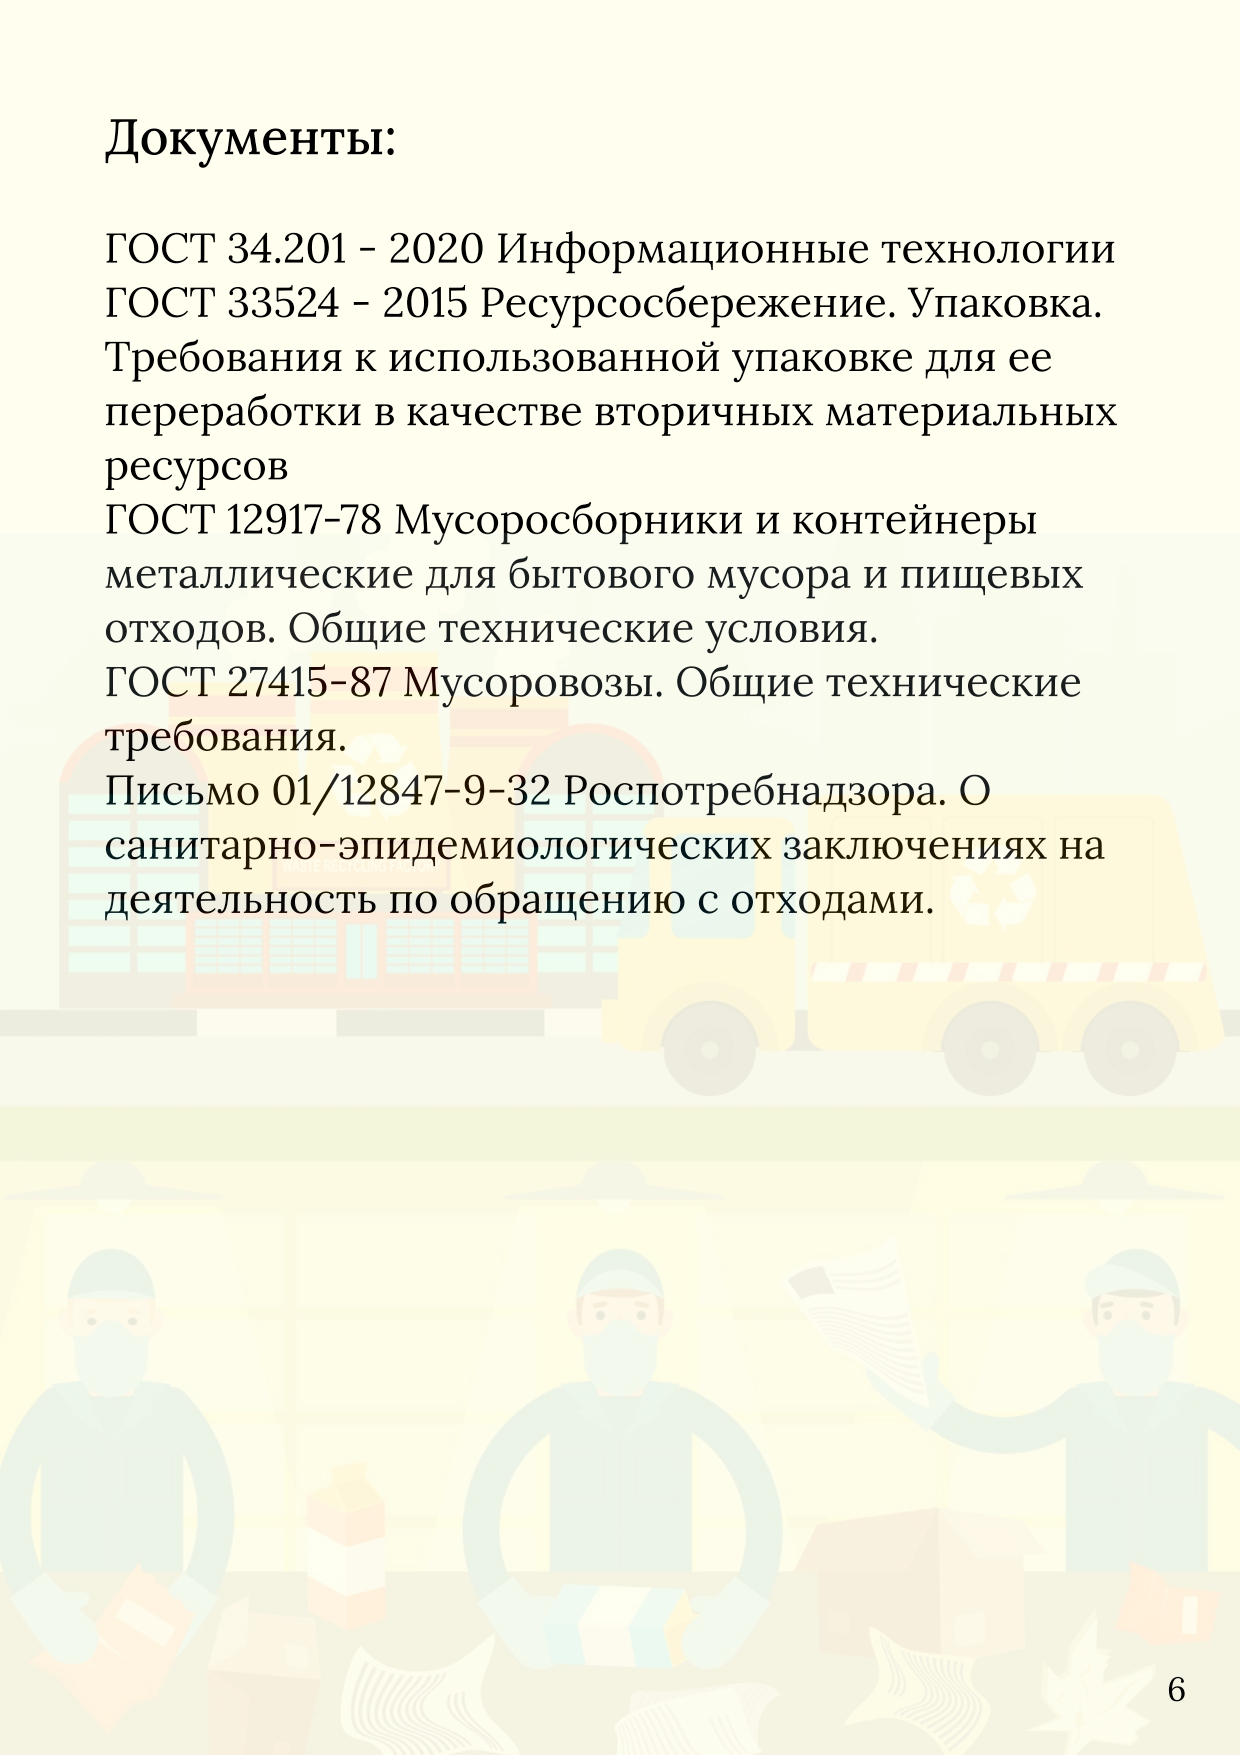 Документы:
ГОСТ 34.201 - 2020 Информационные технологии
ГОСТ 33524 - 2015 Ресурсосбережение. Упаковка.
Требования к использованной упаковке для ее
переработки в качестве вторичных материальных
ресурсов
ГОСТ 12917-78 Мусоросборники и контейнеры
металлические для бытового мусора и пищевых
отходов. Общие технические условия.
ГОСТ 27415-87 Мусоровозы. Общие технические
требования.
Письмо 01/12847-9-32 Роспотребнадзора. О
санитарно-эпидемиологических заключениях на
WASTE RECYCLING FACTORY
деятельность по обращению с отходами.
6